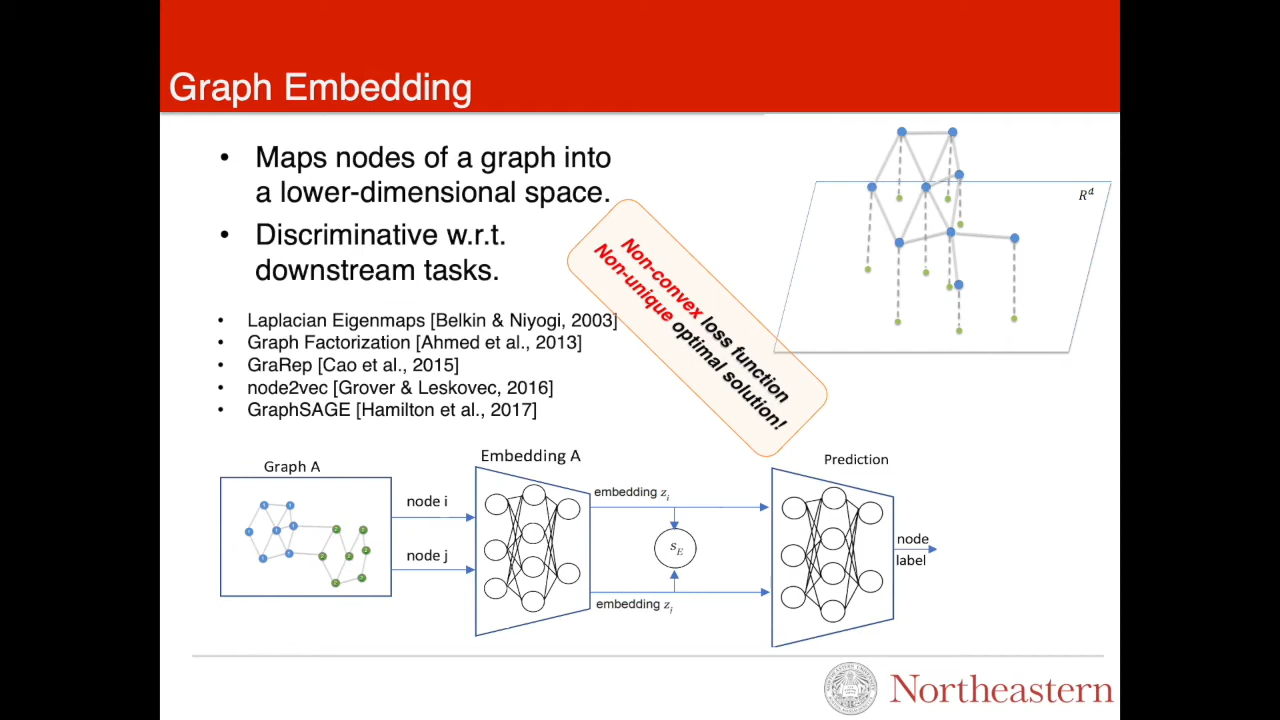 Graph Embedding
• Maps nodes of a graph into
a lower-dimensional space.
• Discriminative w.r.t.
downstream tasks.
• Laplacian Eigenmaps [Belkin & Niyogi, 2003]
• Graph Factorization [Ahmed et al., 2013]
• GraRep [Cao et al., 2015]
• node2vec [Grover & Leskovec, 2016]
• GraphSAGE [Hamilton et al., 2017]
Non-convex loss function
Non-unique optimal solution!
R^d
Graph A
node i
node j
Embedding A
embedding z_i
s_E
embedding z_j
Prediction
node
label
Northeastern